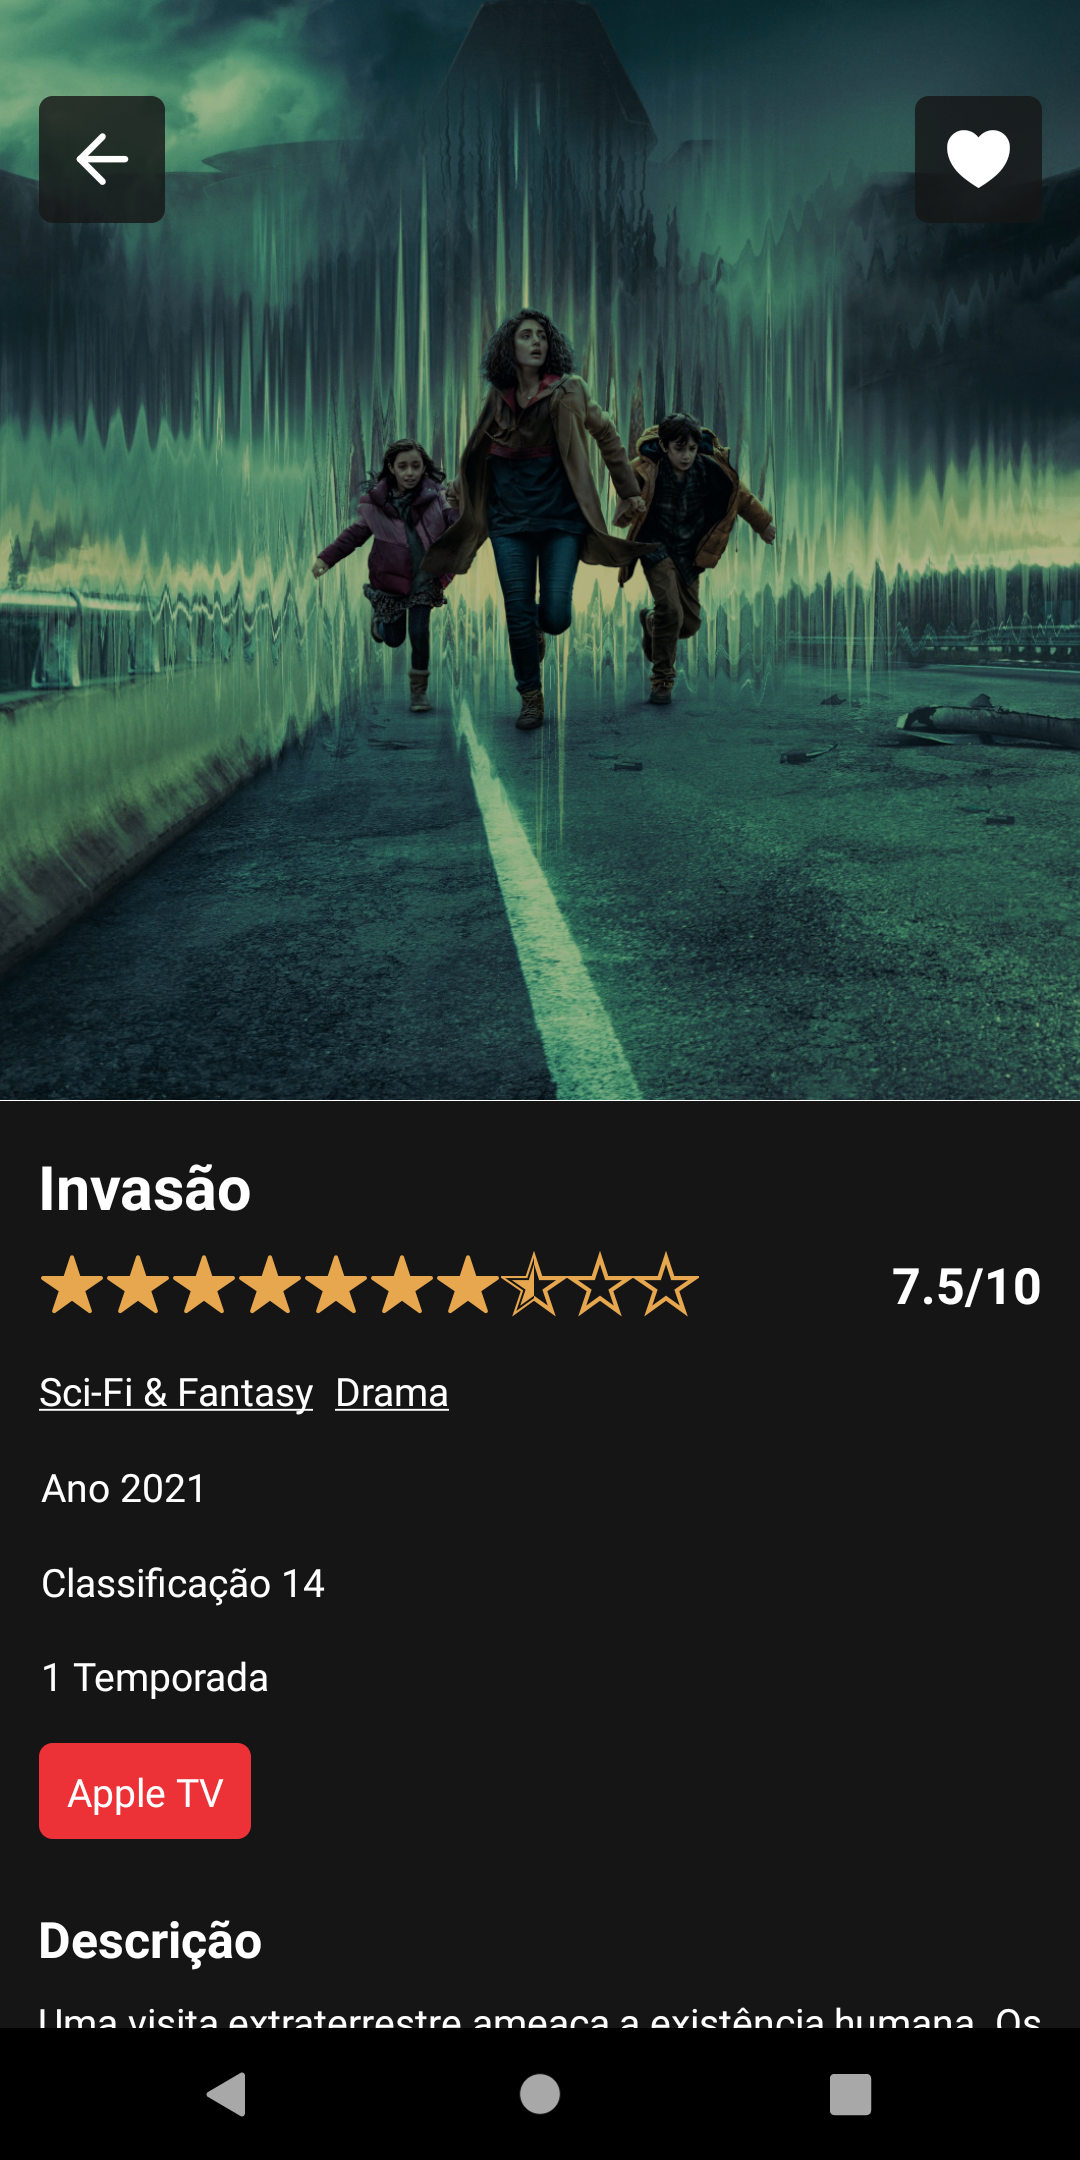 Invasão
7.5/10
Sci-Fi & Fantasy Drama
Ano 2021
Classificação 14
1 Temporada
Apple TV
Descrição
Uma visita extraterrestre ameaça a existência humana. Os